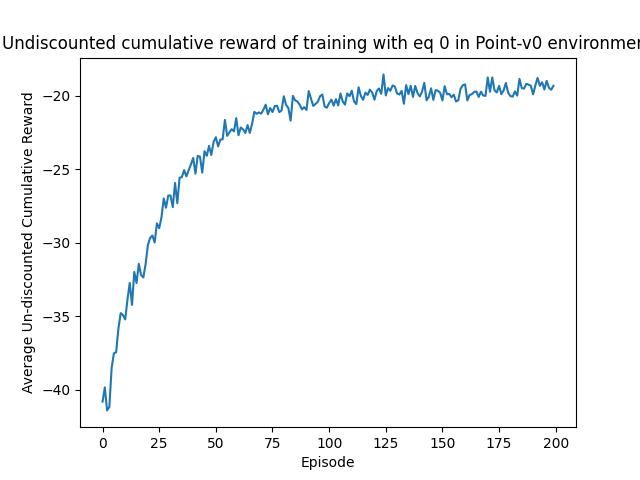 Undiscounted cumulative reward of training with eq 0 in Point-v0 environmer
−20
−25
−30
−35
−40
Average Un-discounted Cumulative Reward
0 25 50 75 100 125 150 175 200
Episode